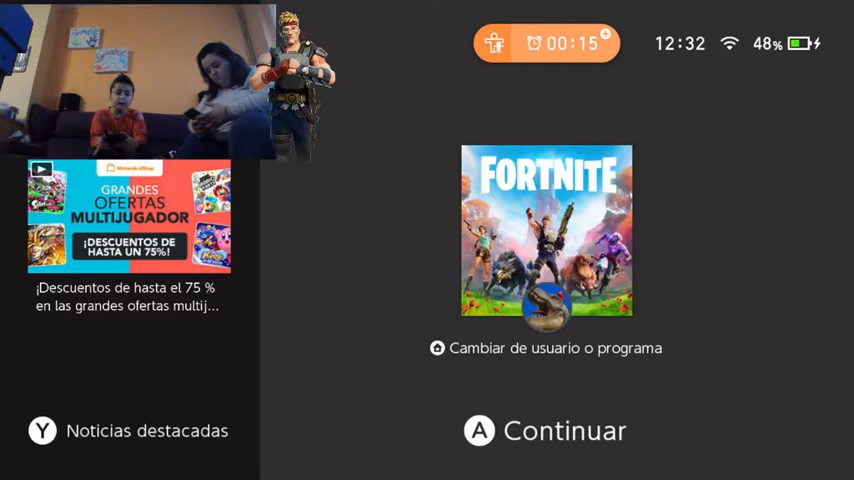 00:15
12:32
48%
Nintendo eShop
GRANDES
OFERTAS
MULTIJUGADOR
¡DESCUENTOS DE
HASTA UN 75%!
¡Descuentos de hasta el 75 %
en las grandes ofertas multij...
FORTNITE
Cambiar de usuario o programa
Y Noticias destacadas
A Continuar